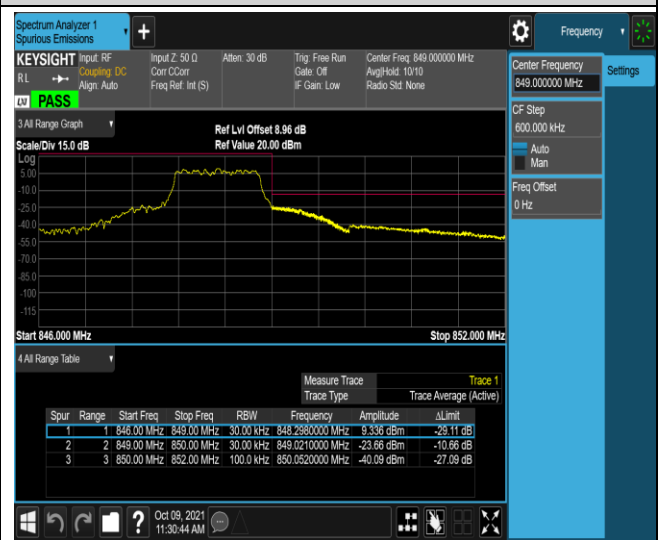 Spectrum Analyzer 1
Spurious Emissions
KEYSIGHT
RL
LVI PASS
Input: RF
Coupling: DC
Align: Auto
Input Z: 50 Ω
Corr CCorr
Freq Ref: Int (S)
Atten: 30 dB
Trig: Free Run
Gate: Off
IF Gain: Low
Center Freq: 849.000000 MHz
Avg|Hold: 10/10
Radio Std: None
3 All Range Graph
Ref Lvl Offset 8.96 dB
Scale/Div 15.0 dB
Ref Value 20.00 dBm
Log
5.00
-10.0
-25.0
-40.0
-55.0
-70.0
-85.0
-100
-115
Start 846.000 MHz
Stop 852.000 MHz
4 All Range Table
Measure Trace Trace 1
Trace Type Trace Average (Active)
Spur Range Start Freq Stop Freq RBW Frequency Amplitude ΔLimit
1 1 846.00 MHz 849.00 MHz 30.00 kHz 848.2980000 MHz 9.336 dBm -29.11 dB
2 2 849.00 MHz 850.00 MHz 30.00 kHz 849.0210000 MHz -23.66 dBm -10.66 dB
3 3 850.00 MHz 852.00 MHz 100.0 kHz 850.0520000 MHz -40.09 dBm -27.09 dB
Oct 09, 2021
11:30:44 AM
Frequency
Settings
Center Frequency
849.000000 MHz
CF Step
600.000 kHz
Auto
Man
Freq Offset
0 Hz